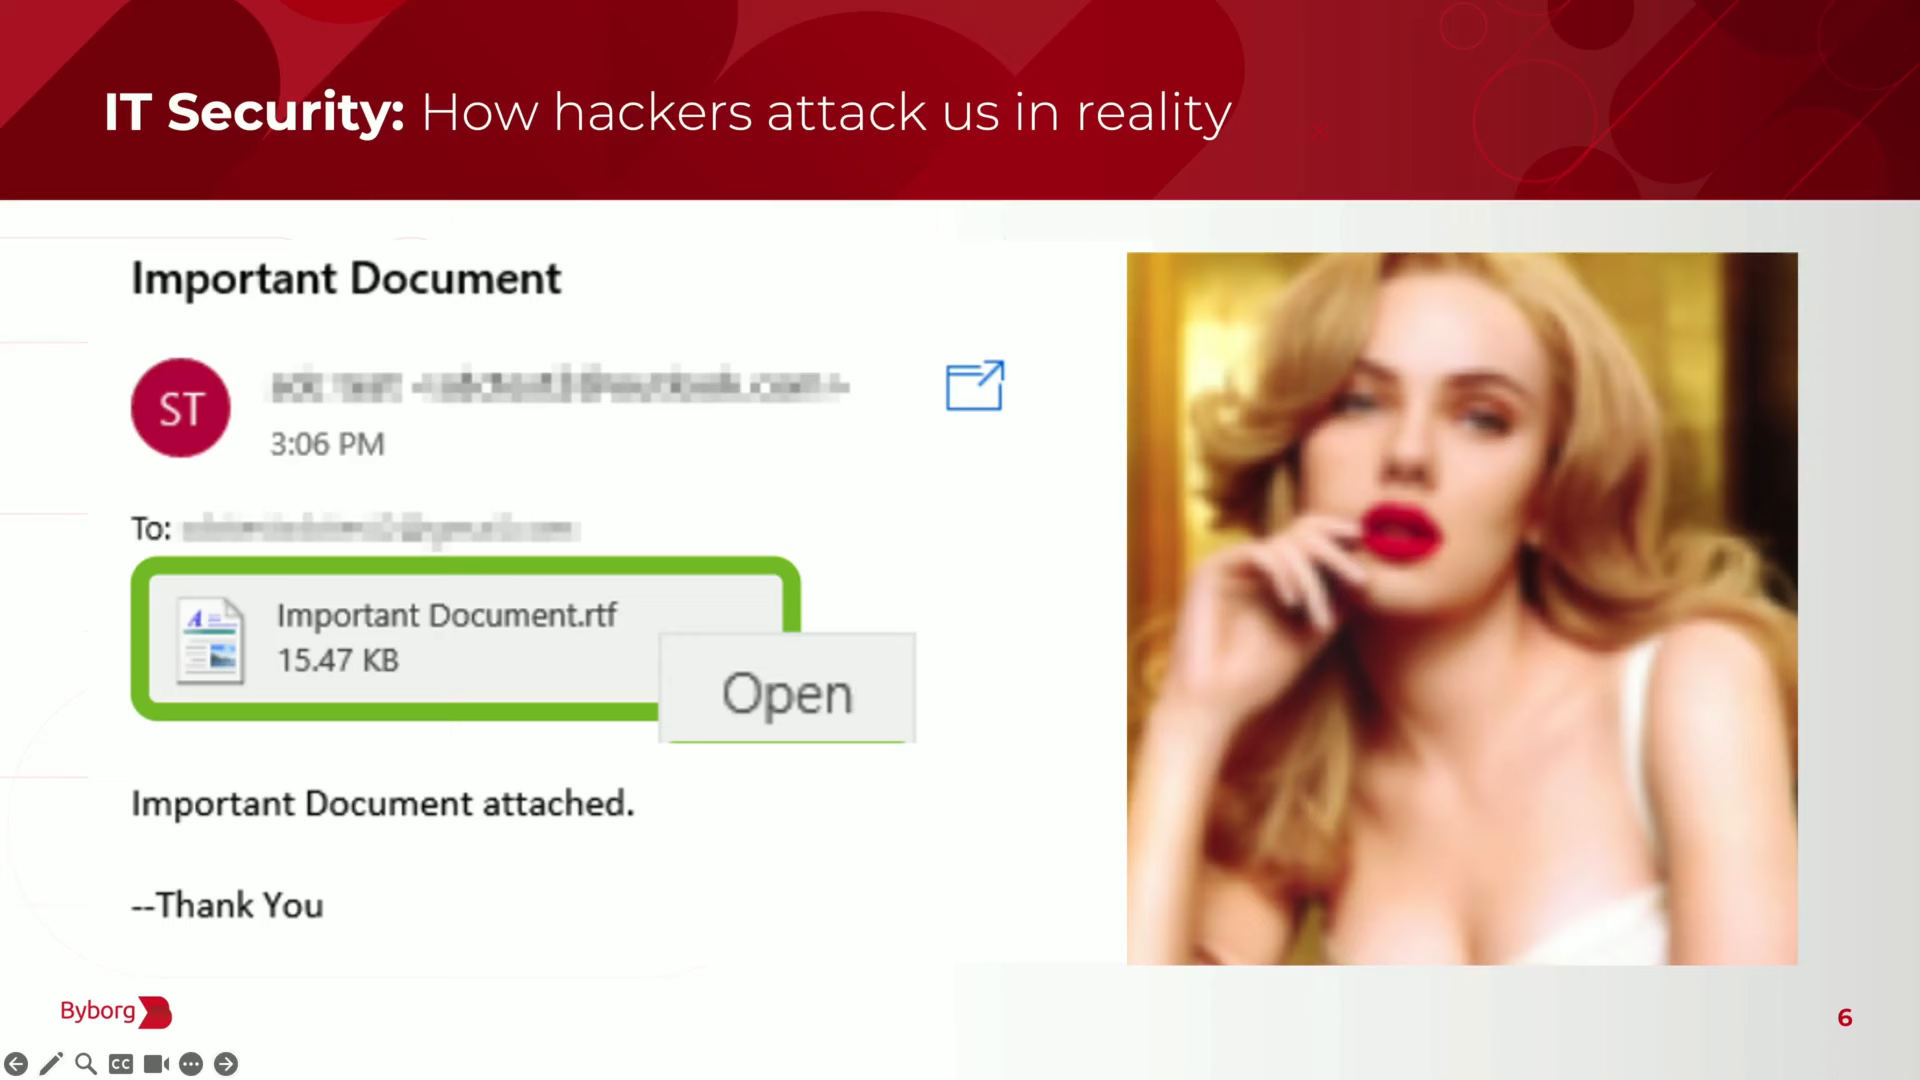 IT Security: How hackers attack us in reality
Important Document
ST
3:06 PM
To:
Important Document.rtf
15.47 KB
Open
Important Document attached.
--Thank You
Byborg
6
CC